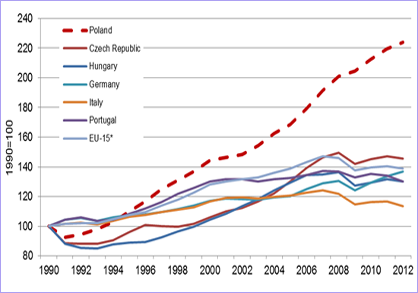 240
220
200
180
160
140
120
100
80
1990=100
Poland
Czech Republic
Hungary
Germany
Italy
Portugal
EU-15*
1990 1992 1994 1996 1998 2000 2002 2004 2006 2008 2010 2012